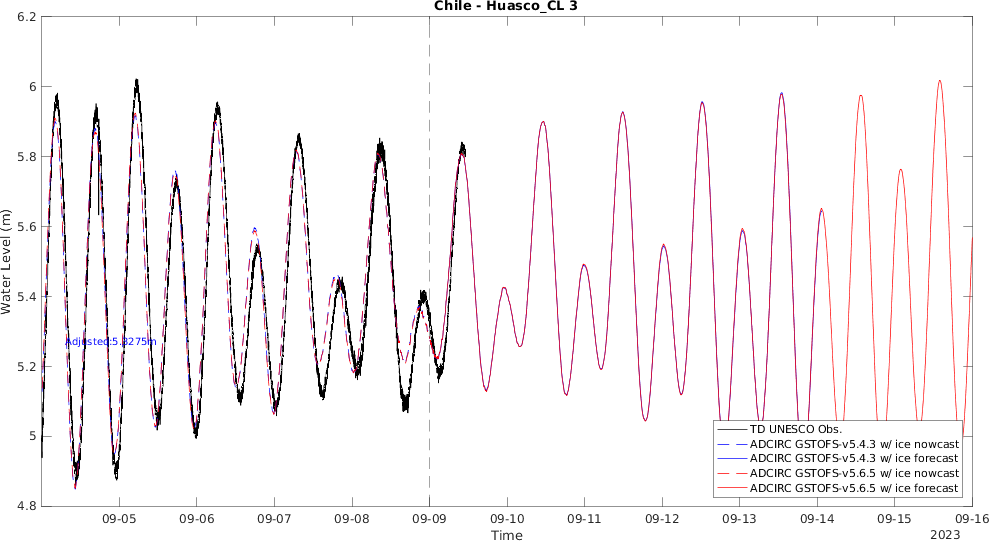 Chile - Huasco_CL 3
6.2
6
5.8
5.6
5.4
5.2
5
4.8
Water Level (m)
Adjusted:5.3275m
TD UNESCO Obs.
ADCIRC GSTOFS-v5.4.3 w/ ice nowcast
ADCIRC GSTOFS-v5.4.3 w/ ice forecast
ADCIRC GSTOFS-v5.6.5 w/ ice nowcast
ADCIRC GSTOFS-v5.6.5 w/ ice forecast
09-05 09-06 09-07 09-08 09-09 09-10 09-11 09-12 09-13 09-14 09-15 09-16
Time
2023